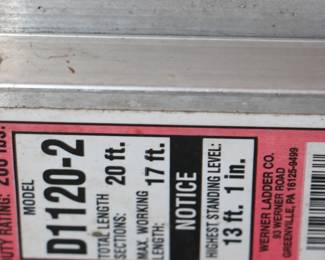 DUTY RATING: 200 lbs.
MODEL
D1120-2
TOTAL LENGTH
SECTIONS:
20 ft.
MAX. WORKING
LENGTH:
17 ft.
NOTICE
HIGHEST STANDING LEVEL:
13 ft. 1 in.
WERNER LADDER CO.
93 WERNER ROAD
GREENVILLE, PA 16125-9499